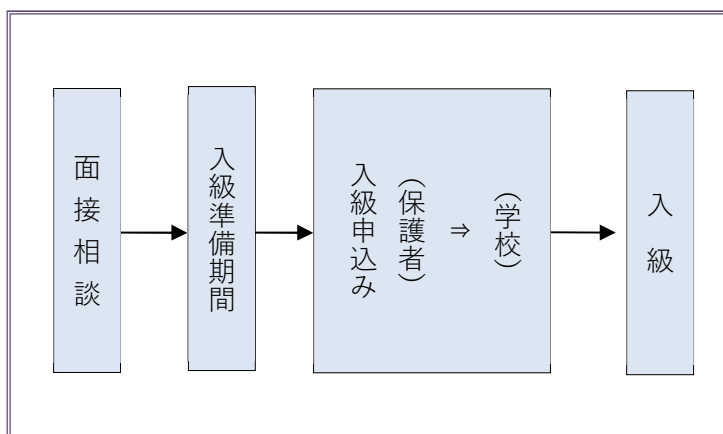 面接相談
入級準備期間
入級申込み
（保護者）
⇒
（学校）
入級